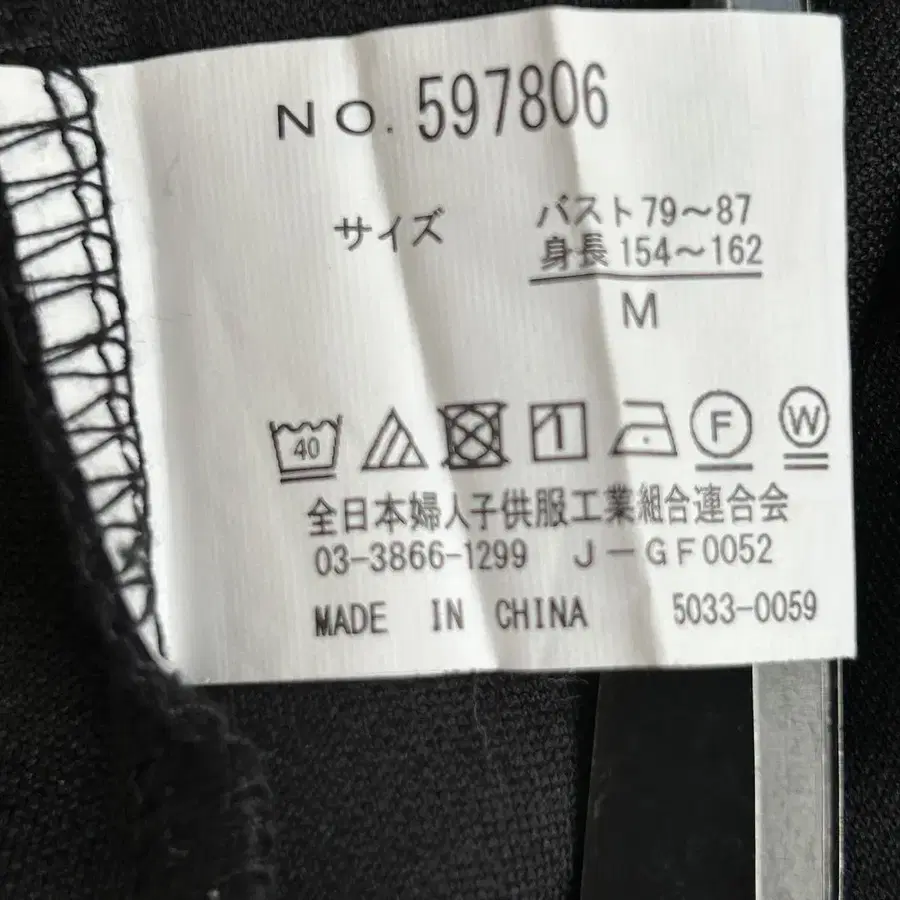 NO. 597806
サイズ バスト79～87
身長154～162
M
40 F W
全日本婦人子供服工業組合連合会
03-3866-1299 J-GF0052
MADE IN CHINA 5033-0059